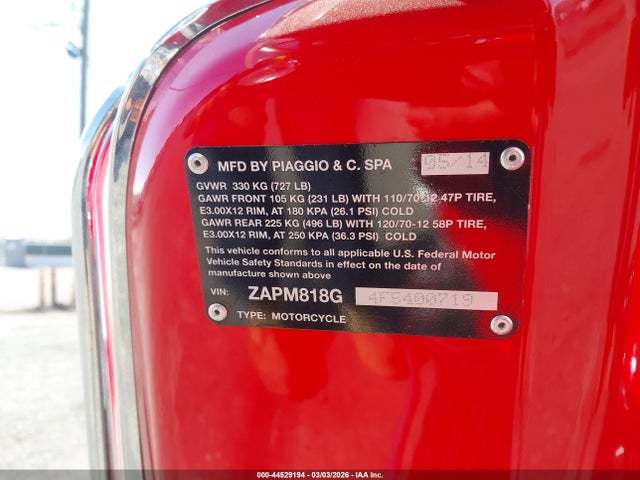 MFD BY PIAGGIO & C. SPA 05/14
GVWR 330 KG (727 LB)
GAWR FRONT 105 KG (231 LB) WITH 110/70-12 47P TIRE,
E3.00X12 RIM, AT 180 KPA (26.1 PSI) COLD
GAWR REAR 225 KG (496 LB) WITH 120/70-12 58P TIRE,
E3.00X12 RIM, AT 250 KPA (36.3 PSI) COLD
This vehicle conforms to all applicable U.S. Federal Motor
Vehicle Safety Standards in effect on the date of
manufacture shown above
VIN: ZAPM818G 4F5400719
TYPE: MOTORCYCLE
000-44529194 - 03/03/2026 - IAA Inc.